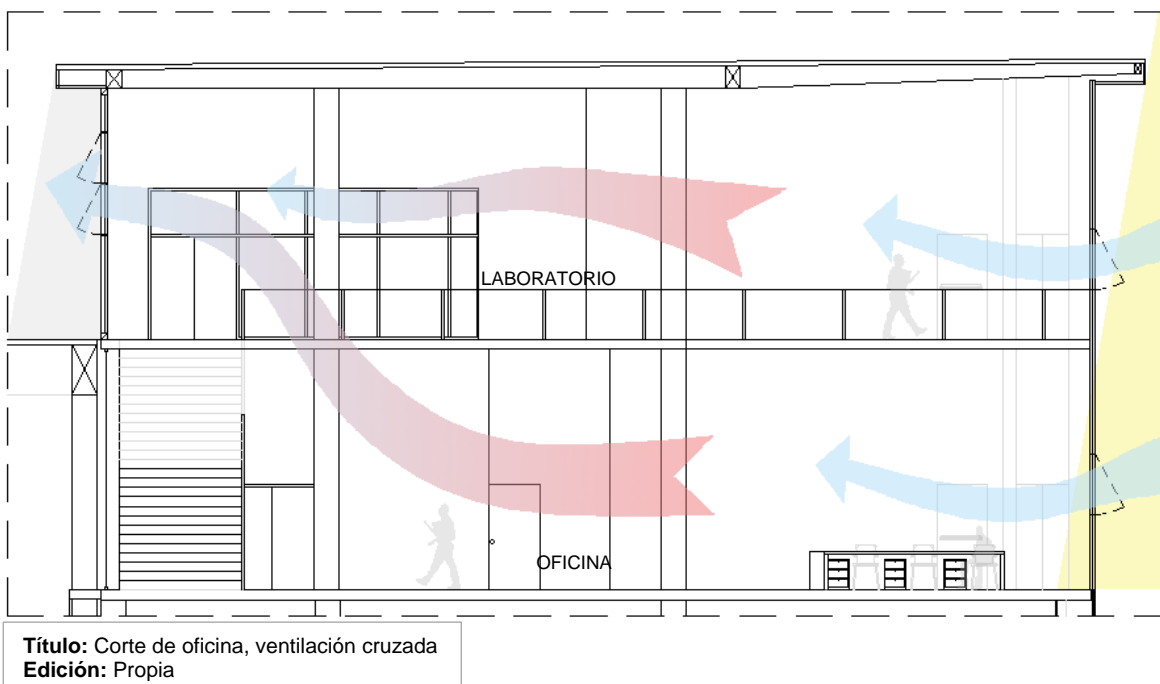 LABORATORIO
OFICINA
Título: Corte de oficina, ventilación cruzada
Edición: Propia